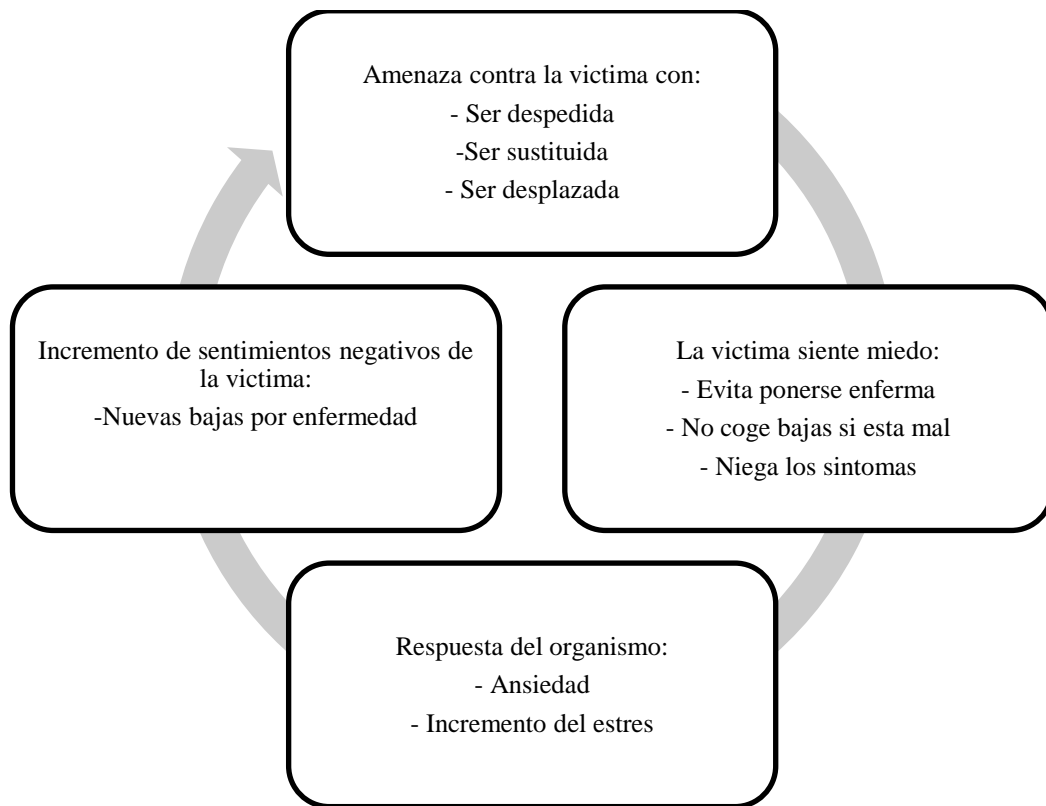 Amenaza contra la victima con:
- Ser despedida
-Ser sustituida
- Ser desplazada
La victima siente miedo:
- Evita ponerse enferma
- No coge bajas si esta mal
- Niega los sintomas
Respuesta del organismo:
- Ansiedad
- Incremento del estres
Incremento de sentimientos negativos de
la victima:
-Nuevas bajas por enfermedad